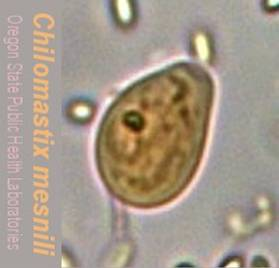 Chilomastix mesnili
Oregon State Public Health Laboratories